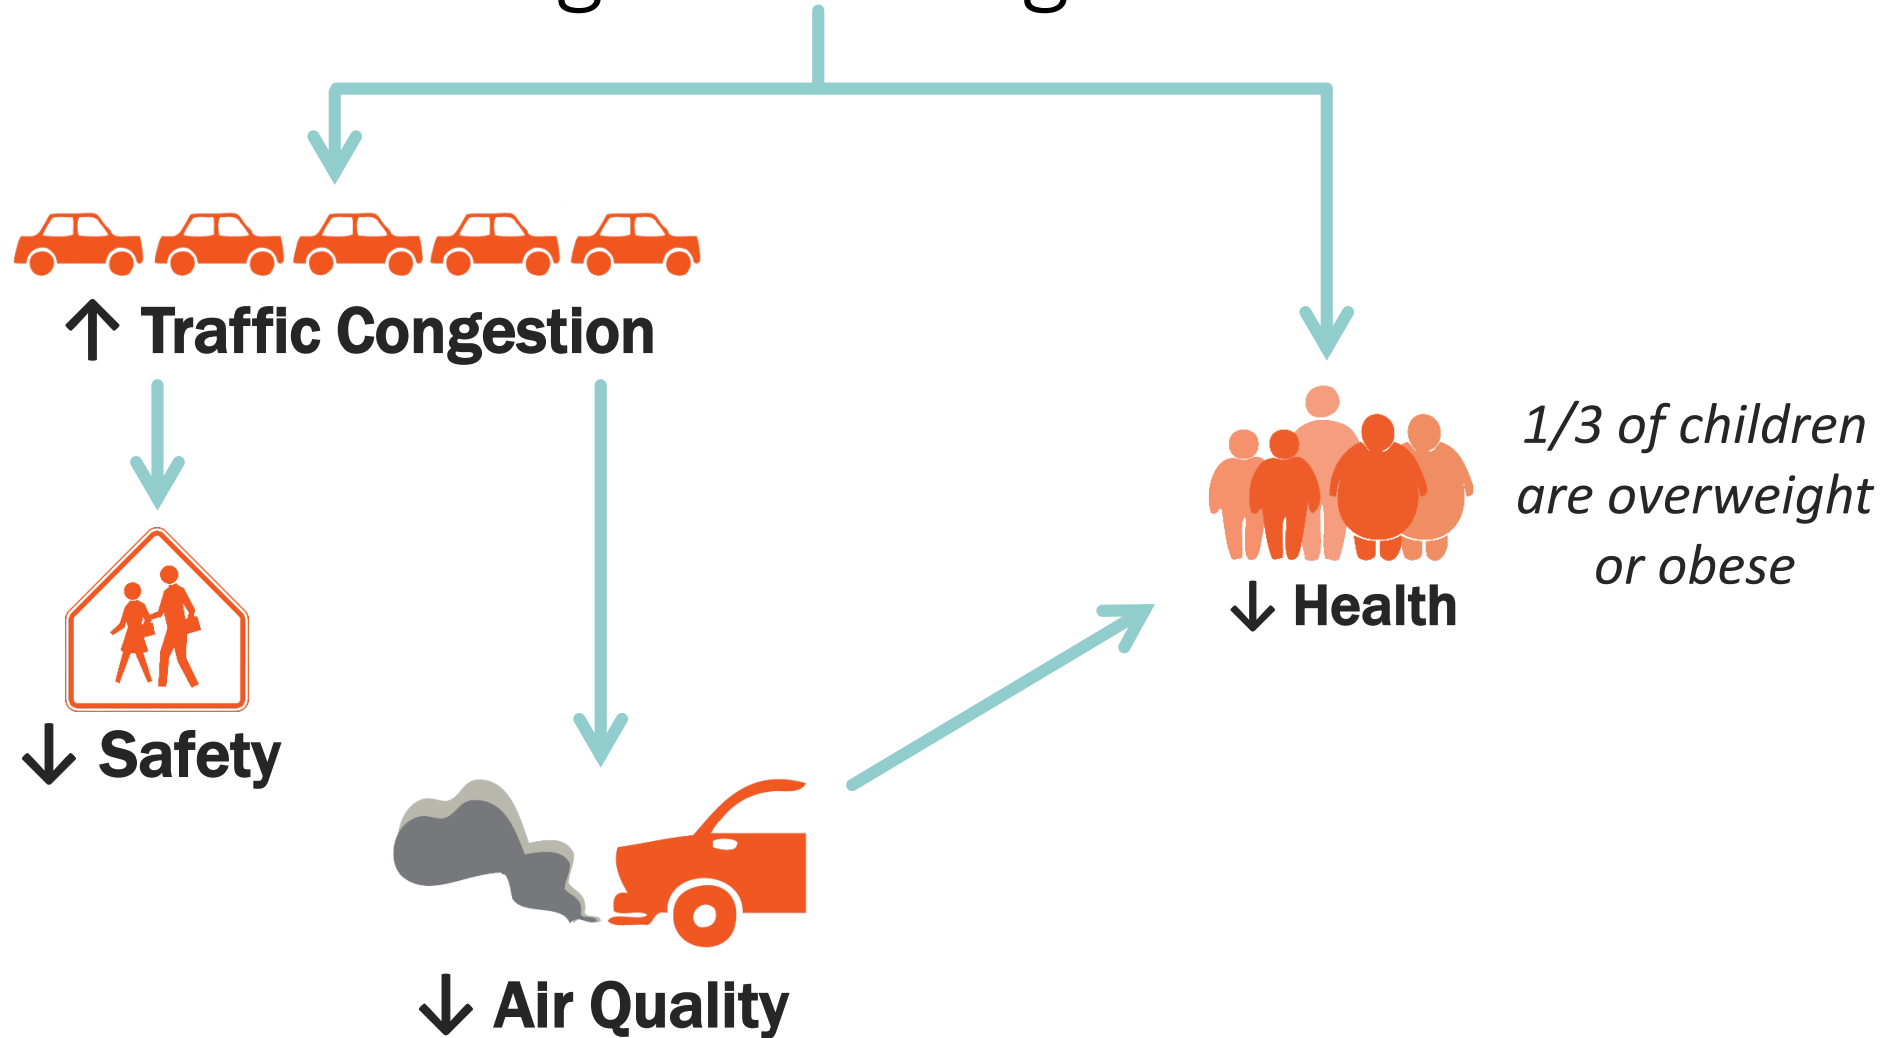 ↑ Traffic Congestion
1/3 of children
are overweight
or obese
↓ Health
↓ Safety
↓ Air Quality